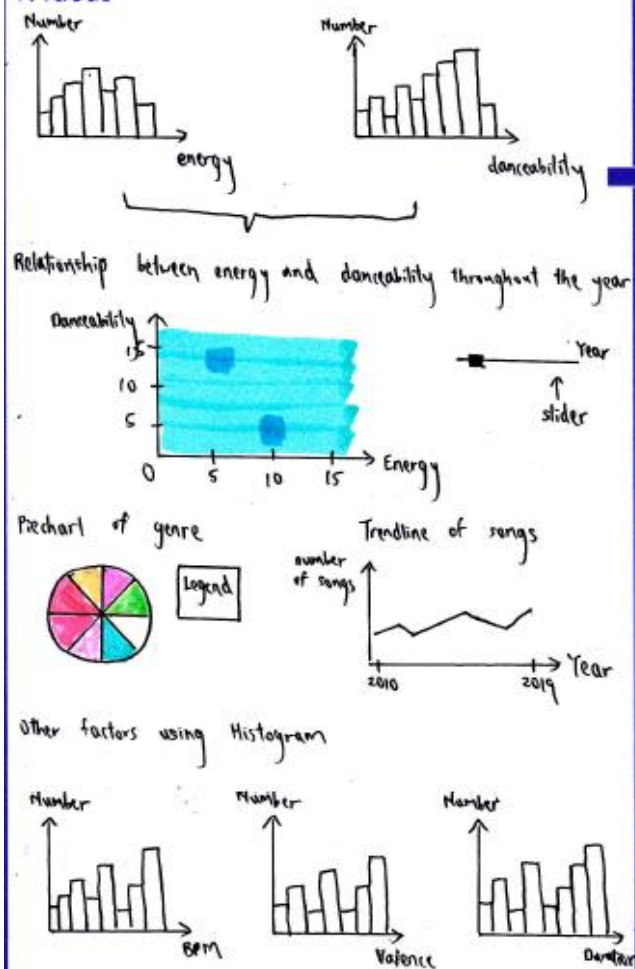 Number
Number
energy
danceability
Relationship between energy and danceability throughout the year
Danceability
15
10
5
0
5
10
15
Energy
Year
slider
Piechart of genre
Legend
Trendline of songs
number
of songs
2010
2019
Year
Other factors using Histogram
Number
Number
Number
BPM
Valence
Duration